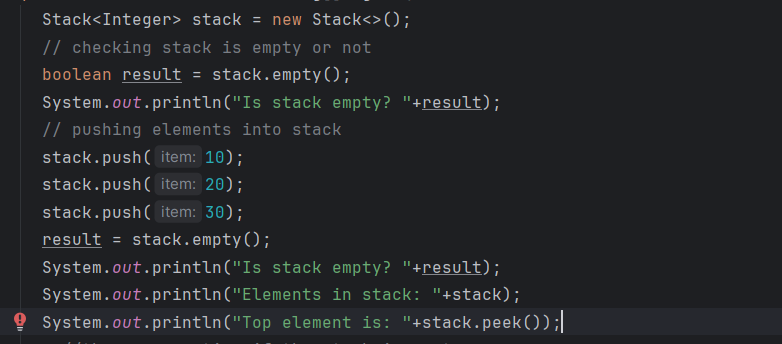 Stack<Integer> stack = new Stack<>();
// checking stack is empty or not
boolean result = stack.empty();
System.out.println("Is stack empty? "+result);
// pushing elements into stack
stack.push( item: 10);
stack.push( item: 20);
stack.push( item: 30);
result = stack.empty();
System.out.println("Is stack empty? "+result);
System.out.println("Elements in stack: "+stack);
System.out.println("Top element is: "+stack.peek());